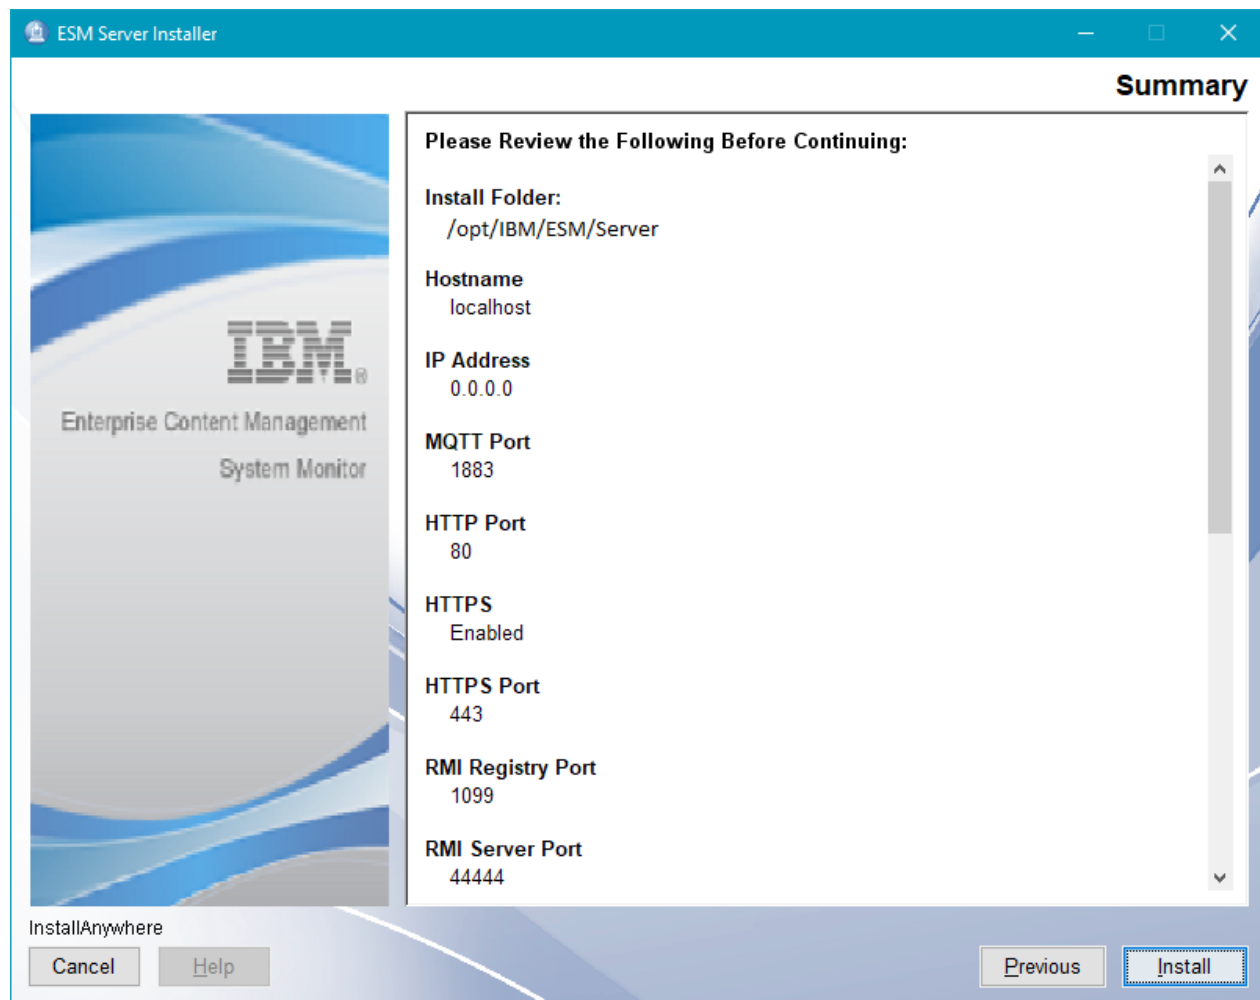 ESM Server Installer
Summary
IBM®
Enterprise Content Management
System Monitor
Please Review the Following Before Continuing:
Install Folder:
/opt/IBM/ESM/Server
Hostname
localhost
IP Address
0.0.0.0
MQTT Port
1883
HTTP Port
80
HTTPS
Enabled
HTTPS Port
443
RMI Registry Port
1099
RMI Server Port
44444
InstallAnywhere
Cancel
Help
Previous
Install